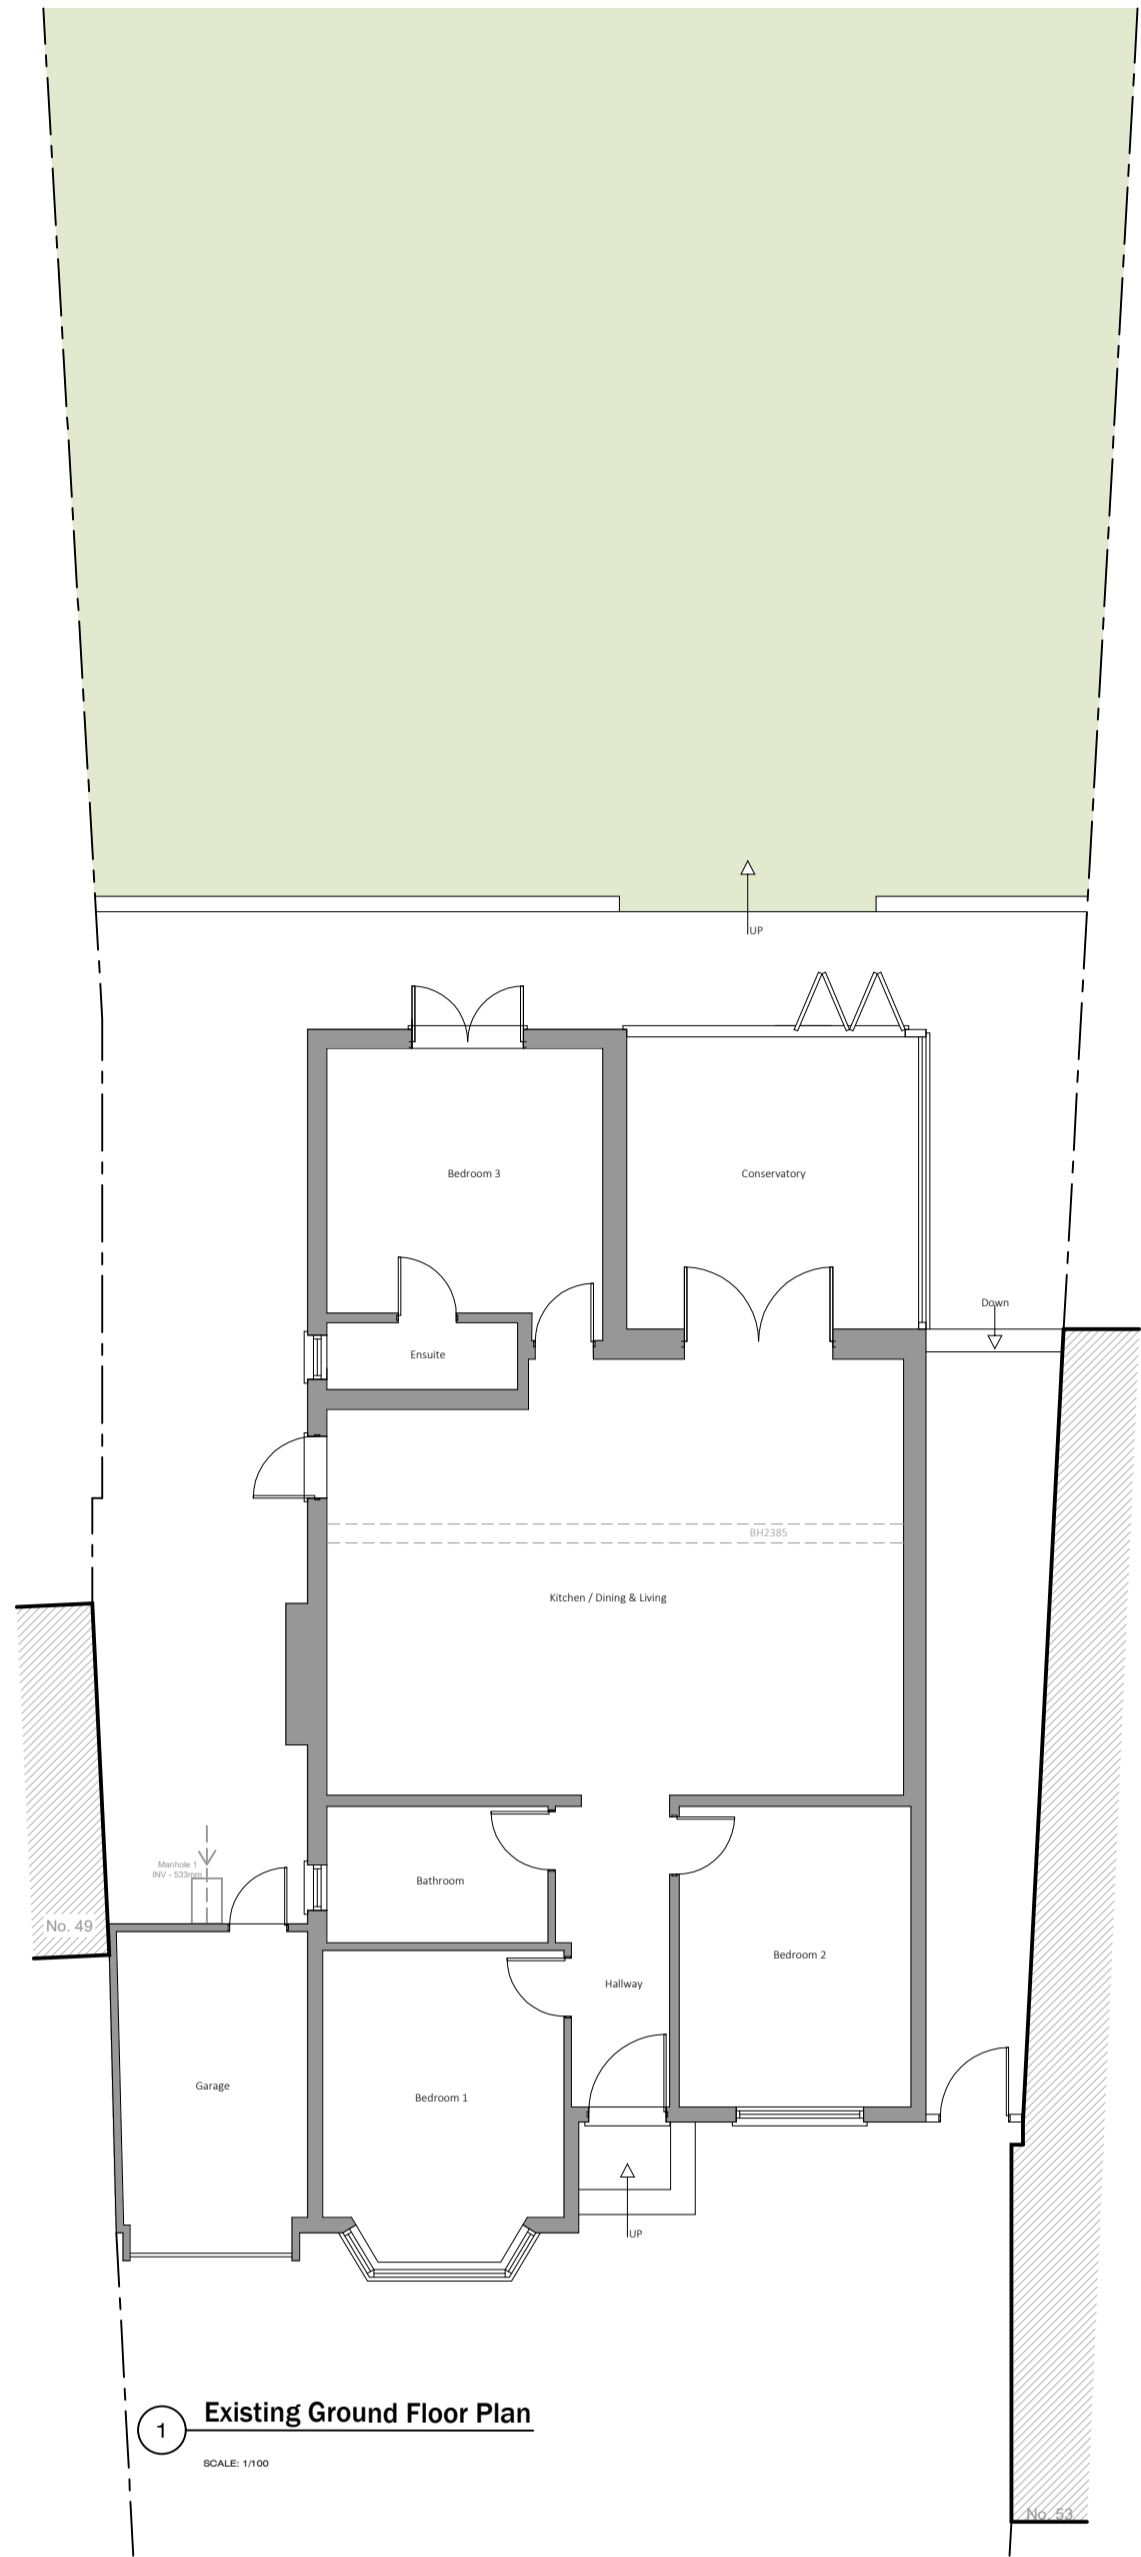 UP
Bedroom 3
Conservatory
Down
Ensuite
BH2385
Kitchen / Dining & Living
Manhole 1
INV - 533mm
Bathroom
No. 49
Bedroom 2
Hallway
Garage
Bedroom 1
UP
1
Existing Ground Floor Plan
SCALE: 1/100
No. 53